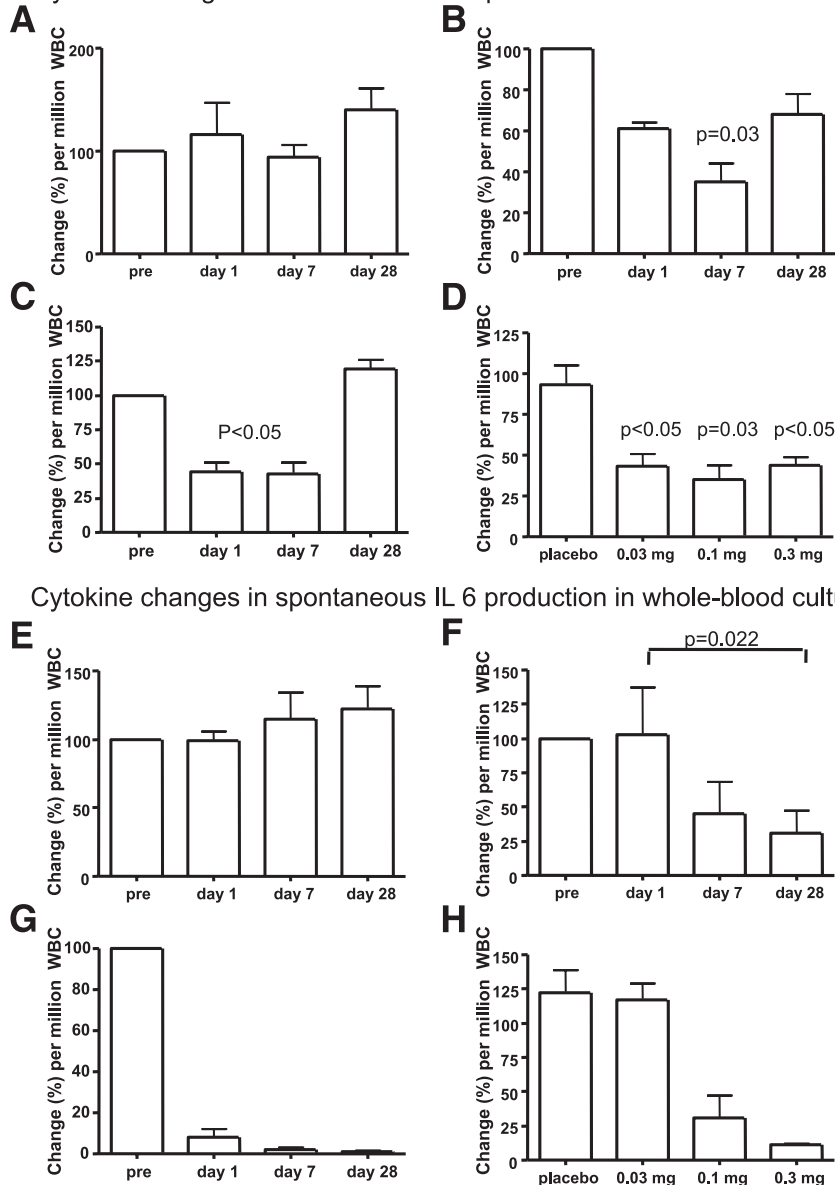 A
Change (%) per million WBC
200
100
0
pre day 1 day 7 day 28
B
Change (%) per million WBC
100
80
60
40
20
0
p=0.03
pre day 1 day 7 day 28
C
Change (%) per million WBC
150
125
100
75
50
25
0
P<0.05
pre day 1 day 7 day 28
D
Change (%) per million WBC
125
100
75
50
25
0
p<0.05 p=0.03 p<0.05
placebo 0.03 mg 0.1 mg 0.3 mg
Cytokine changes in spontaneous IL 6 production in whole-blood cult
E
Change (%) per million WBC
150
100
50
0
pre day 1 day 7 day 28
F
Change (%) per million WBC
150
125
100
75
50
25
0
p=0.022
pre day 1 day 7 day 28
G
Change (%) per million WBC
100
80
60
40
20
0
pre day 1 day 7 day 28
H
Change (%) per million WBC
150
125
100
75
50
25
0
placebo 0.03 mg 0.1 mg 0.3 mg